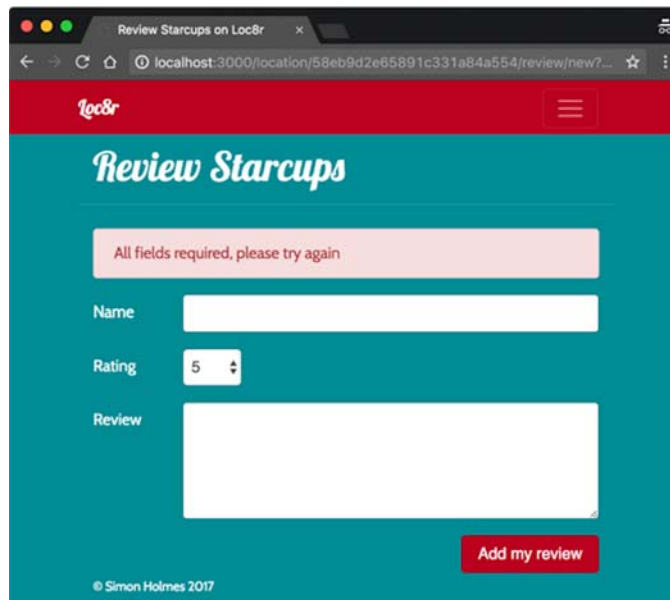 Review Starcups on Loc8r
localhost:3000/location/58eb9d2e65891c331a84a554/review/new?...
Loc8r
Review Starcups
All fields required, please try again
Name
Rating
5
Review
Add my review
© Simon Holmes 2017